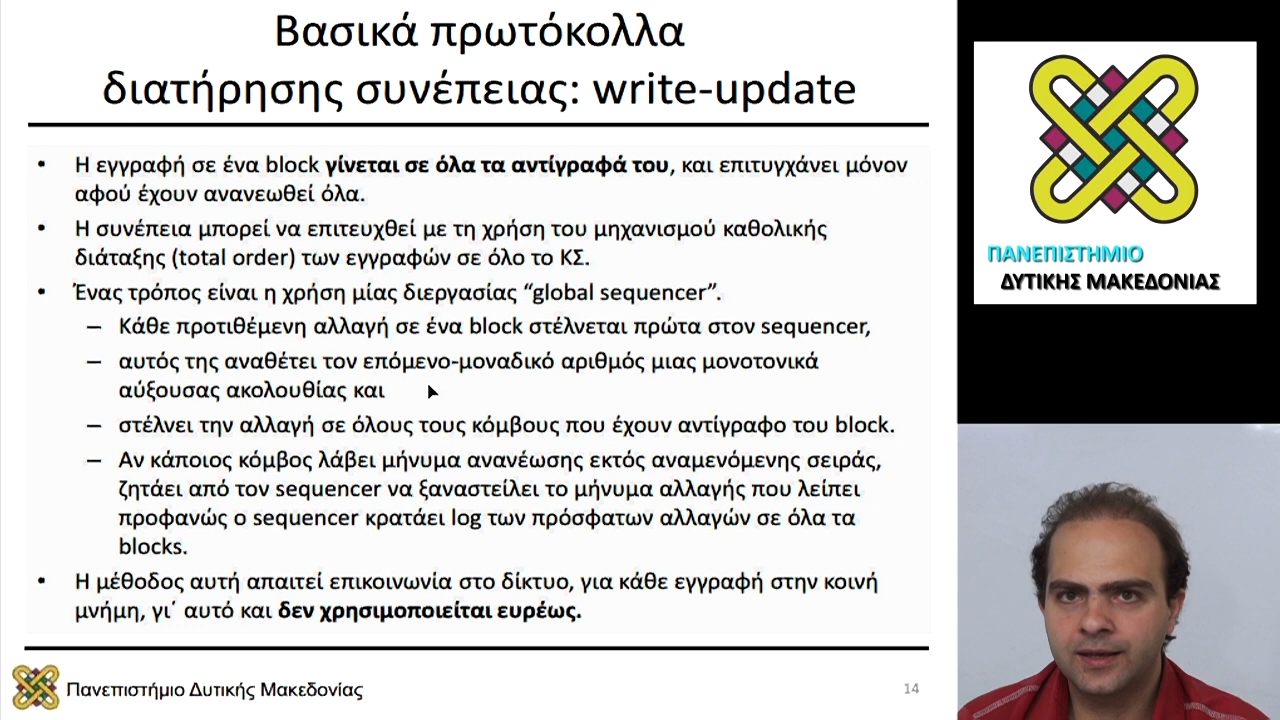 Βασικά πρωτόκολλα
διατήρησης συνέπειας: write-update
• Η εγγραφή σε ένα block γίνεται σε όλα τα αντίγραφά του, και επιτυγχάνει μόνον
αφού έχουν ανανεωθεί όλα.
• Η συνέπεια μπορεί να επιτευχθεί με τη χρήση του μηχανισμού καθολικής
διάταξης (total order) των εγγραφών σε όλο το ΚΣ.
• Ένας τρόπος είναι η χρήση μίας διεργασίας “global sequencer”.
– Κάθε προτιθέμενη αλλαγή σε ένα block στέλνεται πρώτα στον sequencer,
– αυτός της αναθέτει τον επόμενο-μοναδικό αριθμός μιας μονοτονικά
αύξουσας ακολουθίας και
– στέλνει την αλλαγή σε όλους τους κόμβους που έχουν αντίγραφο του block.
– Αν κάποιος κόμβος λάβει μήνυμα ανανέωσης εκτός αναμενόμενης σειράς,
ζητάει από τον sequencer να ξαναστείλει το μήνυμα αλλαγής που λείπει
προφανώς ο sequencer κρατάει log των πρόσφατων αλλαγών σε όλα τα
blocks.
• Η μέθοδος αυτή απαιτεί επικοινωνία στο δίκτυο, για κάθε εγγραφή στην κοινή
μνήμη, γι΄ αυτό και δεν χρησιμοποιείται ευρέως.
Πανεπιστήμιο Δυτικής Μακεδονίας
14
ΠΑΝΕΠΙΣΤΗΜΙΟ
ΔΥΤΙΚΗΣ ΜΑΚΕΔΟΝΙΑΣ